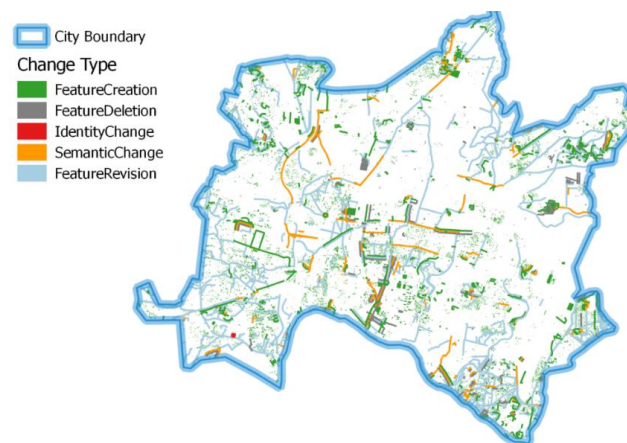 City Boundary
Change Type
FeatureCreation
FeatureDeletion
IdentityChange
SemanticChange
FeatureRevision